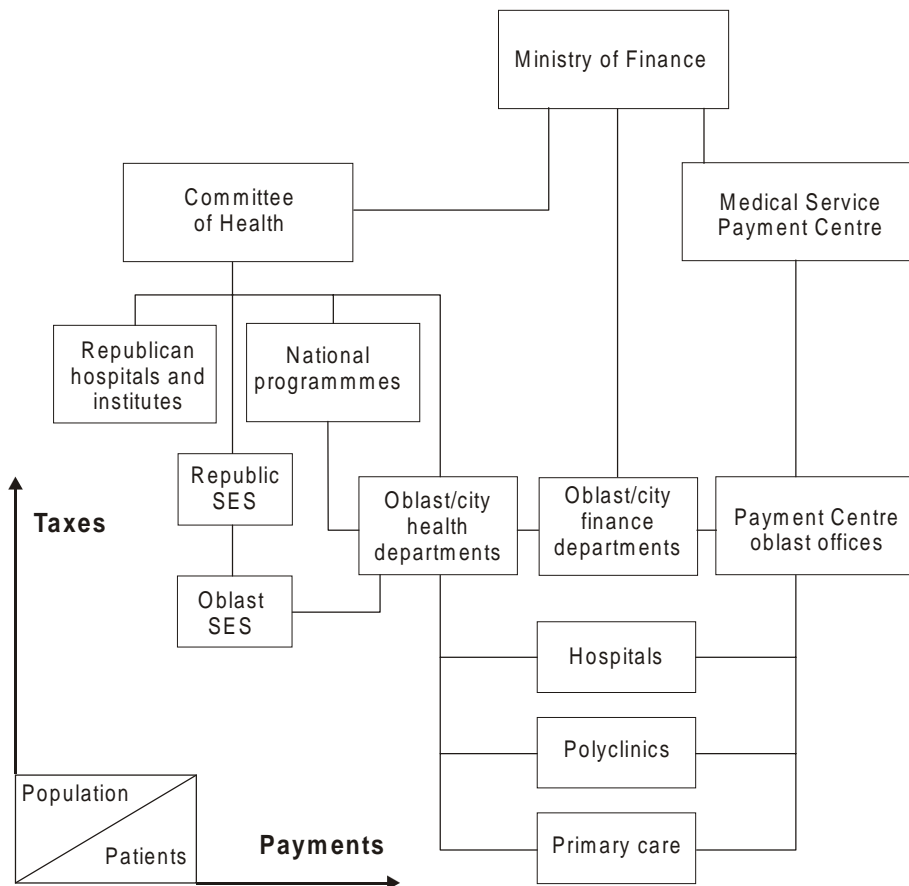 Ministry of Finance
Committee
of Health
Medical Service
Payment Centre
Republican
hospitals and
institutes
National
programmmes
Republic
SES
Oblast/city
health
departments
Oblast/city
finance
departments
Payment Centre
oblast offices
Taxes
Oblast
SES
Hospitals
Polyclinics
Population
Patients
Payments
Primary care